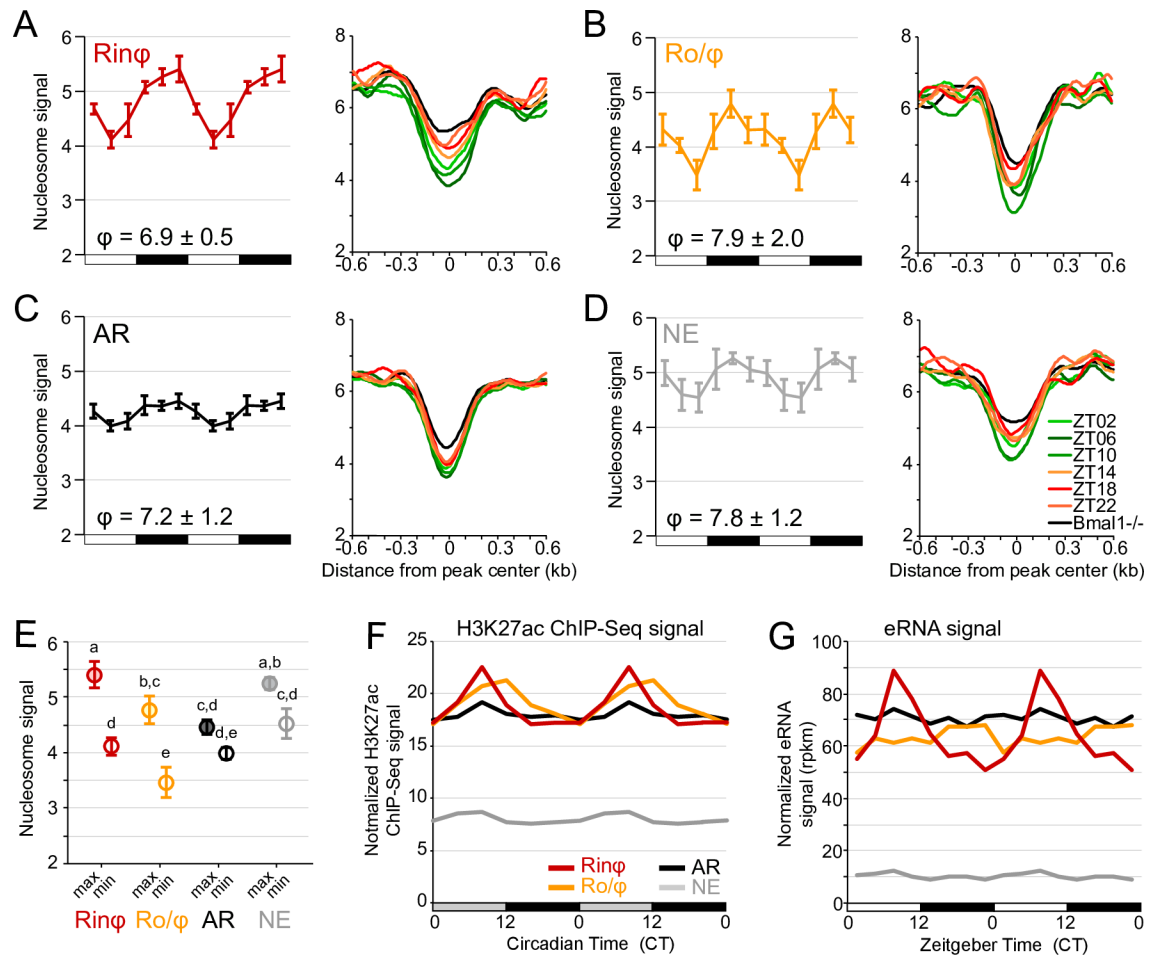 A
Rinφ
Nucleosome signal
6
5
4
3
2
φ = 6.9 ± 0.5
8
6
4
2
-0.6 -0.3 0 0.3 0.6
B
Ro/φ
Nucleosome signal
6
5
4
3
2
φ = 7.9 ± 2.0
8
6
4
2
-0.6 -0.3 0 0.3 0.6
C
AR
Nucleosome signal
6
5
4
3
2
φ = 7.2 ± 1.2
8
6
4
2
-0.6 -0.3 0 0.3 0.6
Distance from peak center (kb)
D
NE
Nucleosome signal
6
5
4
3
2
φ = 7.8 ± 1.2
8
6
4
2
ZT02
ZT06
ZT10
ZT14
ZT18
ZT22
Bmal1-/-
-0.6 -0.3 0 0.3 0.6
Distance from peak center (kb)
E
Nucleosome signal
6
5
4
3
2
a
d
b,c
e
c,d
d,e
a,b
c,d
max min max min max min max min
Rinφ Ro/φ AR NE
F
H3K27ac ChIP-Seq signal
Notmalized H3K27ac
ChIP-Seq signal
25
20
15
10
5
0
Rinφ AR
Ro/φ NE
0 12 0 12 0
Circadian Time (CT)
G
eRNA signal
Normalized eRNA
signal (rpkm)
100
80
60
40
20
0
0 12 0 12 0
Zeitgeber Time (CT)